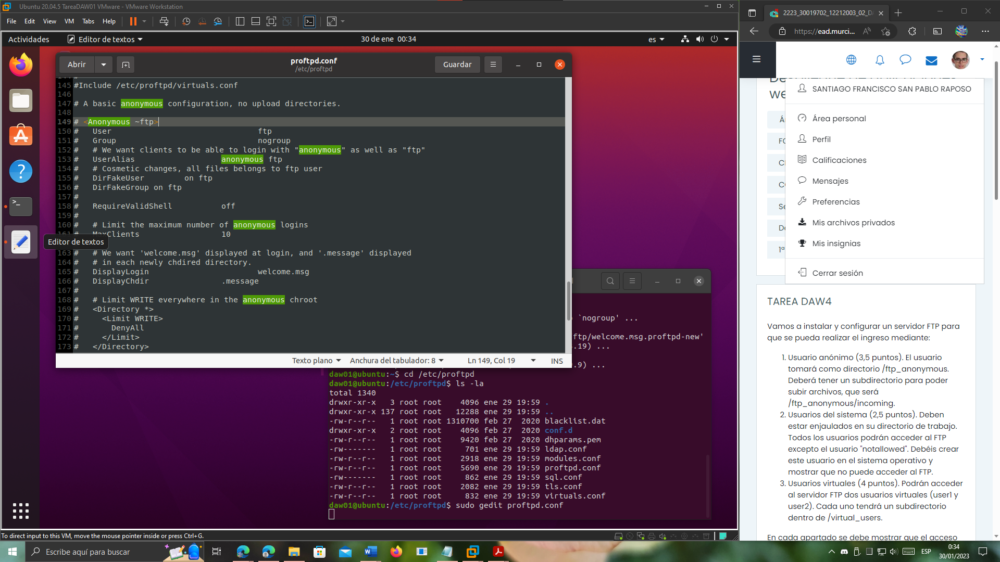 Ubuntu 20.04.5 TareaDAW01 VMware - VMware Workstation
File Edit View VM Tabs Help
Actividades
Editor de textos
30 de ene 00:34
es
Abrir
proftpd.conf
/etc/proftpd
Guardar
145 #Include /etc/proftpd/virtuals.conf
146
147 # A basic anonymous configuration, no upload directories.
148
149 # <Anonymous ~ftp>
150 #   User ftp
151 #   Group nogroup
152 #   # We want clients to be able to login with "anonymous" as well as "ftp"
153 #   UserAlias anonymous ftp
154 #   # Cosmetic changes, all files belongs to ftp user
155 #   DirFakeUser on ftp
156 #   DirFakeGroup on ftp
157 #
158 #   RequireValidShell off
159 #
160 #   # Limit the maximum number of anonymous logins
#   MaxClients 10
Editor de textos
163 #   # We want 'welcome.msg' displayed at login, and '.message' displayed
164 #   # in each newly chdired directory.
165 #   DisplayLogin welcome.msg
166 #   DisplayChdir .message
167 #
168 #   # Limit WRITE everywhere in the anonymous chroot
169 #   <Directory *>
170 #     <Limit WRITE>
171 #       DenyAll
172 #     </Limit>
173 #   </Directory>
Texto plano
Anchura del tabulador: 8
Ln 149, Col 19
INS
`nogroup' ...
ftp/welcome.msg.proftpd-new'
.19) ...
.9) ...
daw01@ubuntu:~$ cd /etc/proftpd
daw01@ubuntu:/etc/proftpd$ ls -la
total 1340
drwxr-xr-x   3 root root    4096 ene 29 19:59 .
drwxr-xr-x 137 root root   12288 ene 29 19:59 ..
-rw-r--r--   1 root root 1310700 feb 27  2020 blacklist.dat
drwxr-xr-x   2 root root    4096 feb 27  2020 conf.d
-rw-r--r--   1 root root    9420 feb 27  2020 dhparams.pem
-rw-------   1 root root     701 ene 29 19:59 ldap.conf
-rw-r--r--   1 root root    2918 ene 29 19:59 modules.conf
-rw-r--r--   1 root root    5690 ene 29 19:59 proftpd.conf
-rw-------   1 root root     862 ene 29 19:59 sql.conf
-rw-r--r--   1 root root    2082 ene 29 19:59 tls.conf
-rw-r--r--   1 root root     832 ene 29 19:59 virtuals.conf
daw01@ubuntu:/etc/proftpd$ sudo gedit proftpd.conf
To direct input to this VM, move the mouse pointer inside or press Ctrl+G.
2223_30019702_12212003_02_D
https://ead.murci...
we
SANTIAGO FRANCISCO SAN PABLO RAPOSO
Área personal
Perfil
Calificaciones
Mensajes
Preferencias
Mis archivos privados
Mis insignias
Cerrar sesión
TAREA DAW4
Vamos a instalar y configurar un servidor FTP para
que se pueda realizar el ingreso mediante:
1. Usuario anónimo (3,5 puntos). El usuario
tomará como directorio /ftp_anonymous.
Deberá tener un subdirectorio para poder
subir archivos, que será
/ftp_anonymous/incoming.
2. Usuarios del sistema (2,5 puntos). Deben
estar enjaulados en su directorio de trabajo.
Todos los usuarios podrán acceder al FTP
excepto el usuario "notallowed". Debéis crear
este usuario en el sistema operativo y
mostrar que no puede acceder al FTP.
3. Usuarios virtuales (4 puntos). Podrán acceder
al servidor FTP dos usuarios virtuales (user1 y
user2). Cada uno tendrá un subdirectorio
dentro de /virtual_users.
En cada apartado se debe mostrar que el acceso
Escribe aquí para buscar
ESP
0:34
30/01/2023